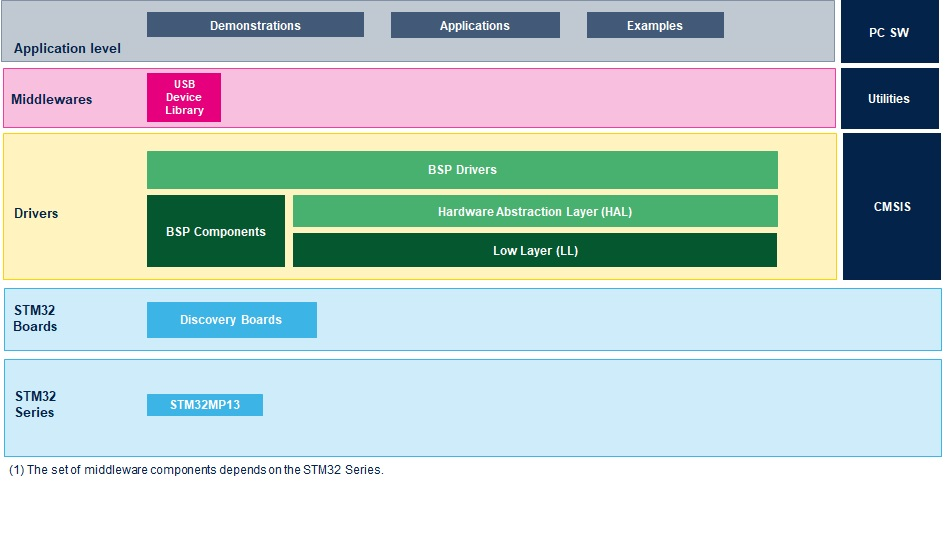 Demonstrations
Applications
Examples
PC SW
Application level
Middlewares
USB
Device
Library
Utilities
BSP Drivers
Drivers
BSP Components
Hardware Abstraction Layer (HAL)
Low Layer (LL)
CMSIS
STM32
Boards
Discovery Boards
STM32
Series
STM32MP13
(1) The set of middleware components depends on the STM32 Series.